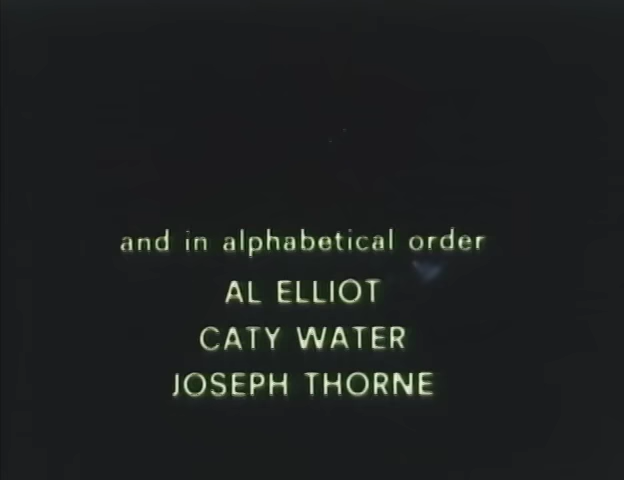 and in alphabetical order
AL ELLIOT
CATY WATER
JOSEPH THORNE